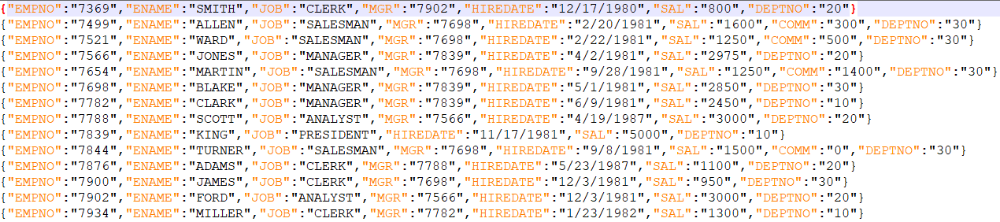 {"EMPNO":"7369","ENAME":"SMITH","JOB":"CLERK","MGR":"7902","HIREDATE":"12/17/1980","SAL":"800","DEPTNO":"20"}
{"EMPNO":"7499","ENAME":"ALLEN","JOB":"SALESMAN","MGR":"7698","HIREDATE":"2/20/1981","SAL":"1600","COMM":"300","DEPTNO":"30"}
{"EMPNO":"7521","ENAME":"WARD","JOB":"SALESMAN","MGR":"7698","HIREDATE":"2/22/1981","SAL":"1250","COMM":"500","DEPTNO":"30"}
{"EMPNO":"7566","ENAME":"JONES","JOB":"MANAGER","MGR":"7839","HIREDATE":"4/2/1981","SAL":"2975","DEPTNO":"20"}
{"EMPNO":"7654","ENAME":"MARTIN","JOB":"SALESMAN","MGR":"7698","HIREDATE":"9/28/1981","SAL":"1250","COMM":"1400","DEPTNO":"30"}
{"EMPNO":"7698","ENAME":"BLAKE","JOB":"MANAGER","MGR":"7839","HIREDATE":"5/1/1981","SAL":"2850","DEPTNO":"30"}
{"EMPNO":"7782","ENAME":"CLARK","JOB":"MANAGER","MGR":"7839","HIREDATE":"6/9/1981","SAL":"2450","DEPTNO":"10"}
{"EMPNO":"7788","ENAME":"SCOTT","JOB":"ANALYST","MGR":"7566","HIREDATE":"4/19/1987","SAL":"3000","DEPTNO":"20"}
{"EMPNO":"7839","ENAME":"KING","JOB":"PRESIDENT","HIREDATE":"11/17/1981","SAL":"5000","DEPTNO":"10"}
{"EMPNO":"7844","ENAME":"TURNER","JOB":"SALESMAN","MGR":"7698","HIREDATE":"9/8/1981","SAL":"1500","COMM":"0","DEPTNO":"30"}
{"EMPNO":"7876","ENAME":"ADAMS","JOB":"CLERK","MGR":"7788","HIREDATE":"5/23/1987","SAL":"1100","DEPTNO":"20"}
{"EMPNO":"7900","ENAME":"JAMES","JOB":"CLERK","MGR":"7698","HIREDATE":"12/3/1981","SAL":"950","DEPTNO":"30"}
{"EMPNO":"7902","ENAME":"FORD","JOB":"ANALYST","MGR":"7566","HIREDATE":"12/3/1981","SAL":"3000","DEPTNO":"20"}
{"EMPNO":"7934","ENAME":"MILLER","JOB":"CLERK","MGR":"7782","HIREDATE":"1/23/1982","SAL":"1300","DEPTNO":"10"}